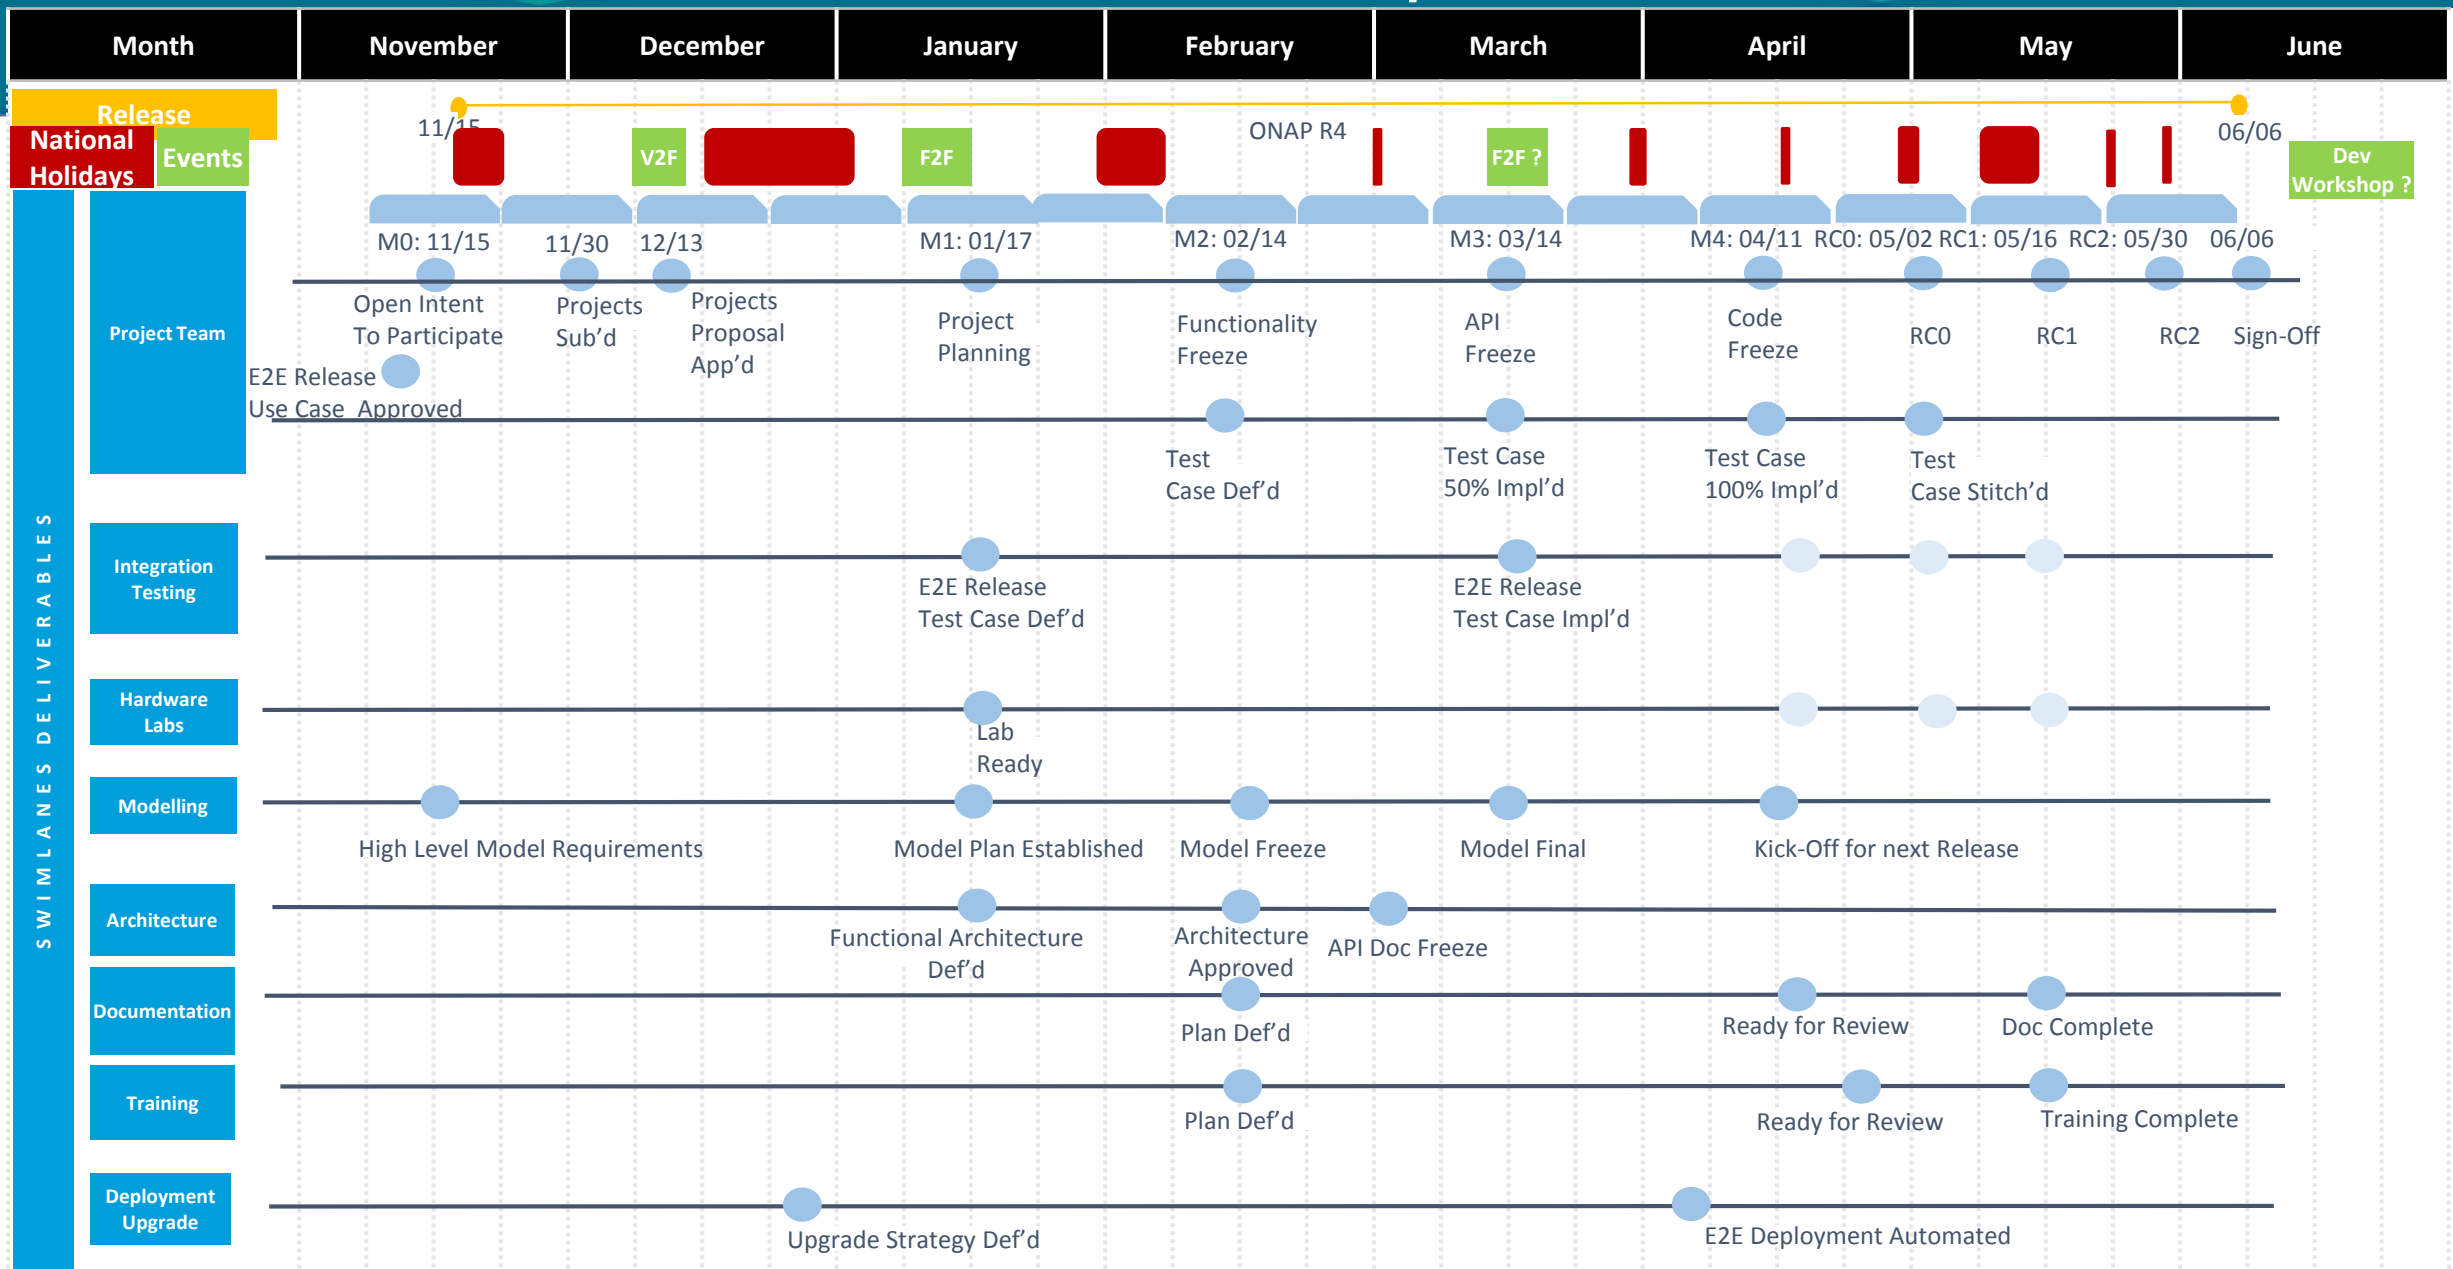 Month November December January February March April May June
Release
11/15
ONAP R4
06/06
National
Holidays
Events
V2F
F2F
F2F ?
Dev
Workshop ?
SWIMLANES DELIVERABLES
Project Team
M0: 11/15
11/30
12/13
M1: 01/17
M2: 02/14
M3: 03/14
M4: 04/11
RC0: 05/02
RC1: 05/16
RC2: 05/30
06/06
Open Intent
To Participate
Projects
Sub’d
Projects
Proposal
App’d
Project
Planning
Functionality
Freeze
API
Freeze
Code
Freeze
RC0
RC1
RC2
Sign-Off
E2E Release
Use Case Approved
Test
Case Def’d
Test Case
50% Impl’d
Test Case
100% Impl’d
Test
Case Stitch’d
Integration
Testing
E2E Release
Test Case Def’d
E2E Release
Test Case Impl’d
Hardware
Labs
Lab
Ready
Modelling
High Level Model Requirements
Model Plan Established
Model Freeze
Model Final
Kick-Off for next Release
Architecture
Functional Architecture
Def’d
Architecture
Approved
API Doc Freeze
Documentation
Plan Def’d
Ready for Review
Doc Complete
Training
Plan Def’d
Ready for Review
Training Complete
Deployment
Upgrade
Upgrade Strategy Def’d
E2E Deployment Automated